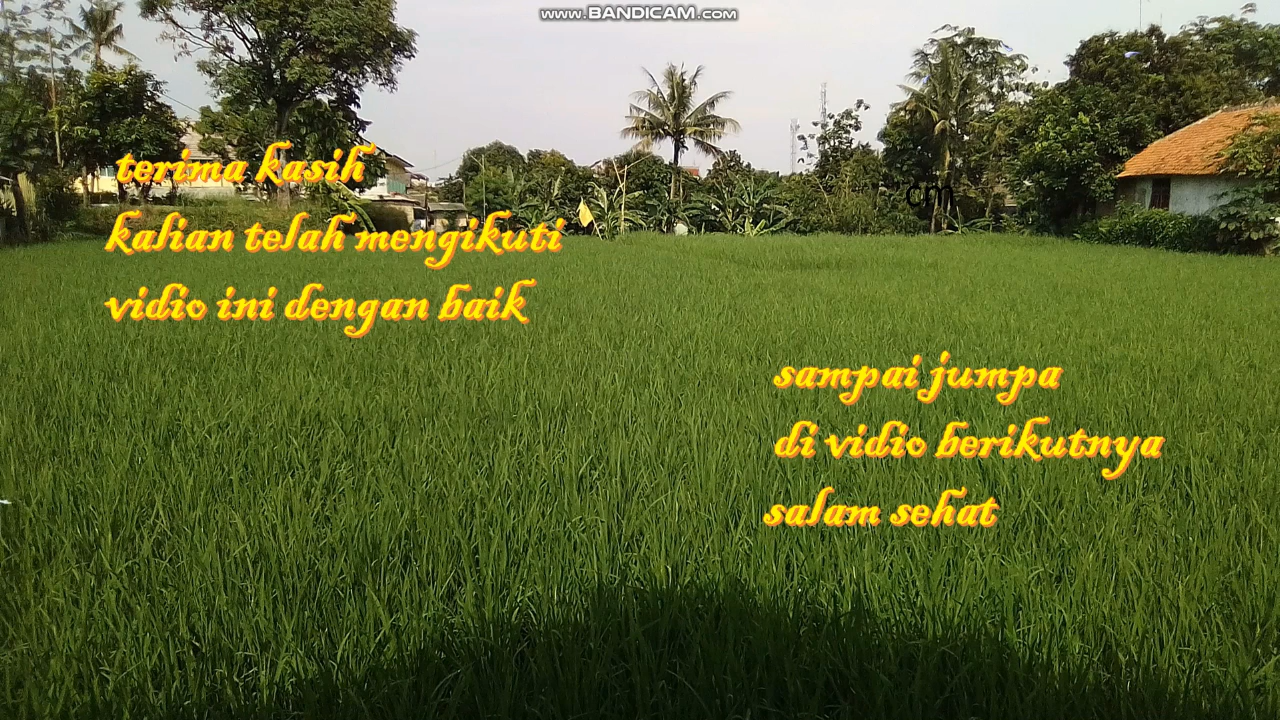 www.BANDICAM.com
terima kasih
kalian telah mengikuti
vidio ini dengan baik
cm
sampai jumpa
di vidio berikutnya
salam sehat